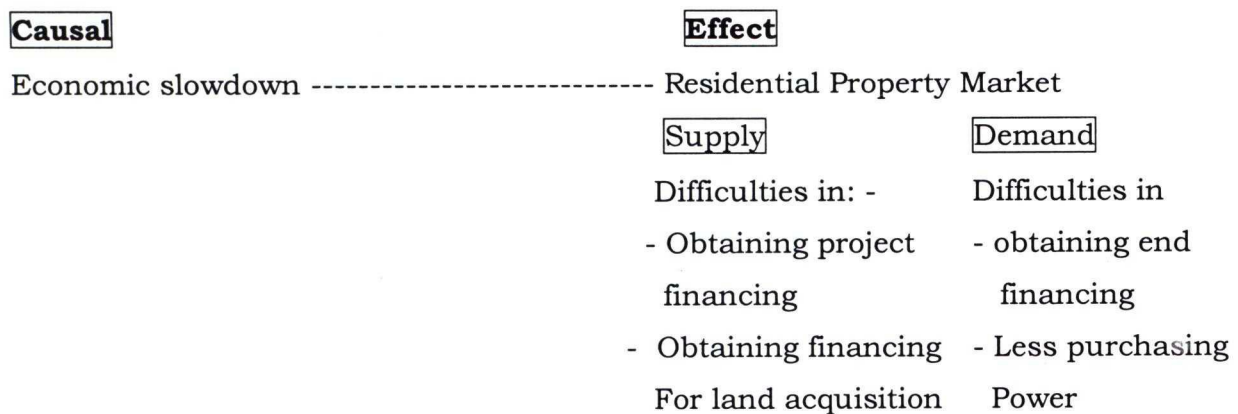 Causal Effect
Economic slowdown ----------------------------- Residential Property Market
Supply Demand
Difficulties in: - Difficulties in
- Obtaining project - obtaining end
financing financing
- Obtaining financing - Less purchasing
For land acquisition Power